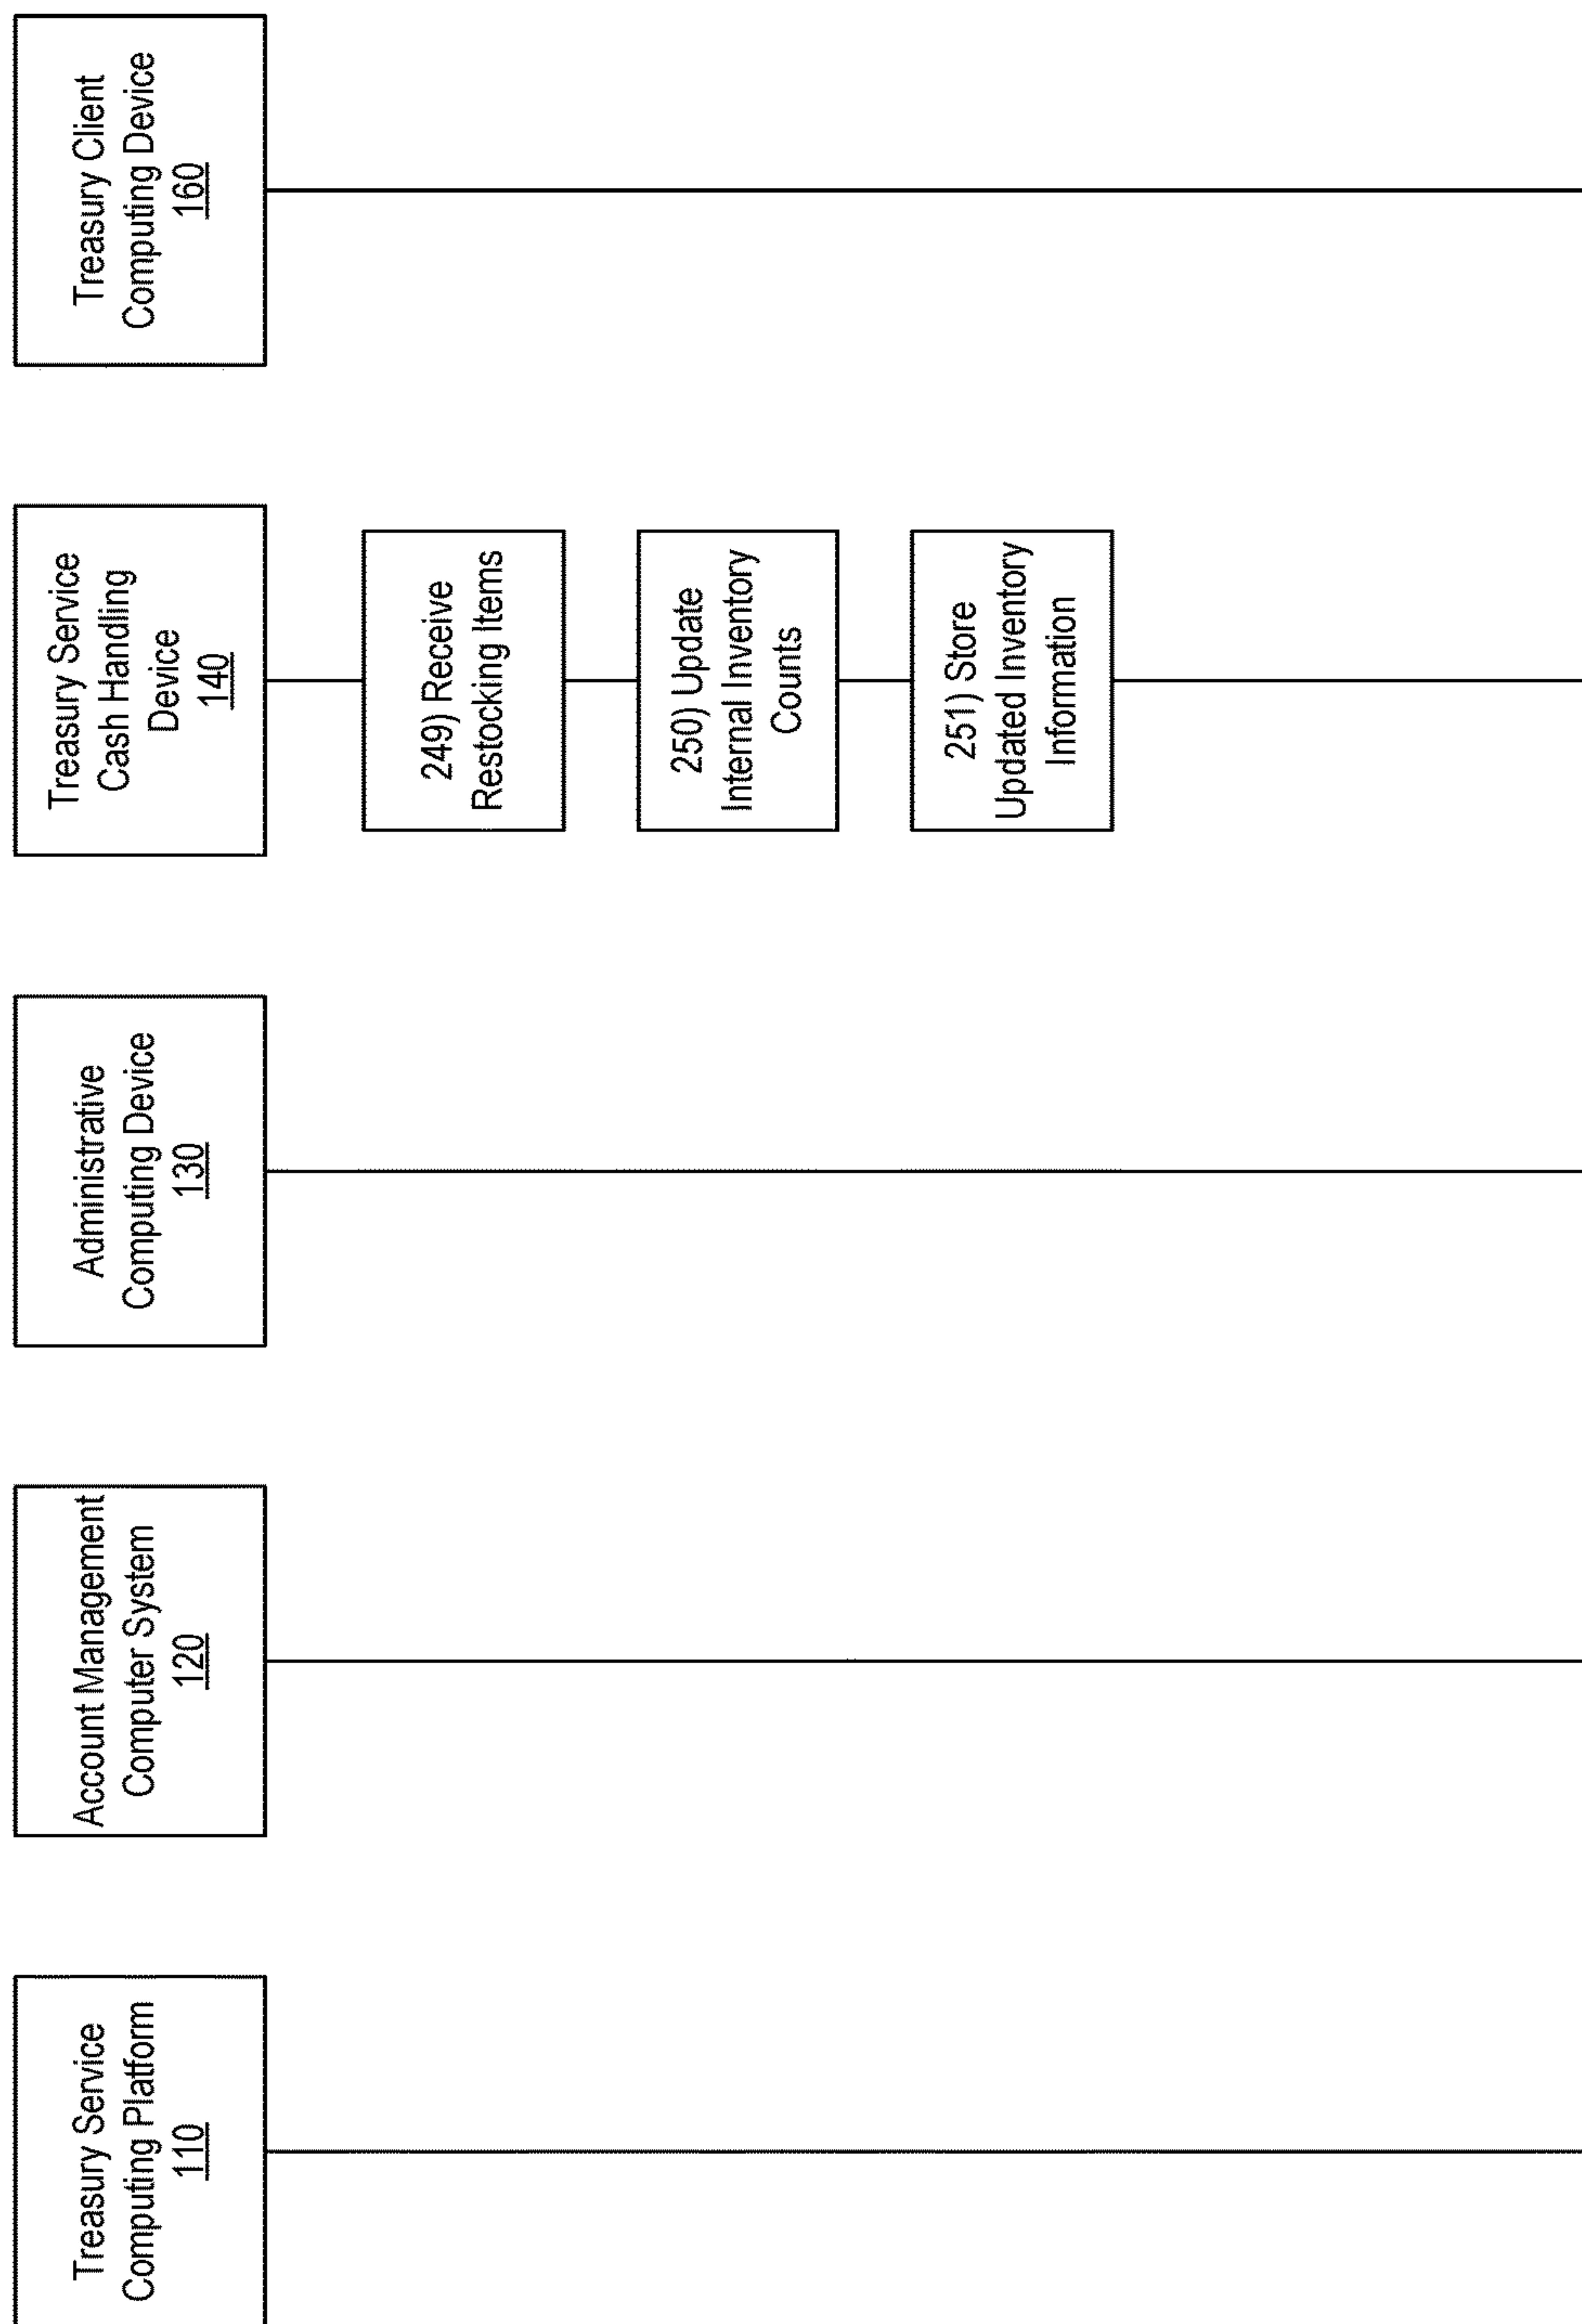 Treasury Service
Computing Platform
110
Account Management
Computer System
120
Administrative
Computing Device
130
Treasury Service
Cash Handling
Device
140
Treasury Client
Computing Device
160
249) Receive
Restocking Items
250) Update
Internal Inventory
Counts
251) Store
Updated Inventory
Information